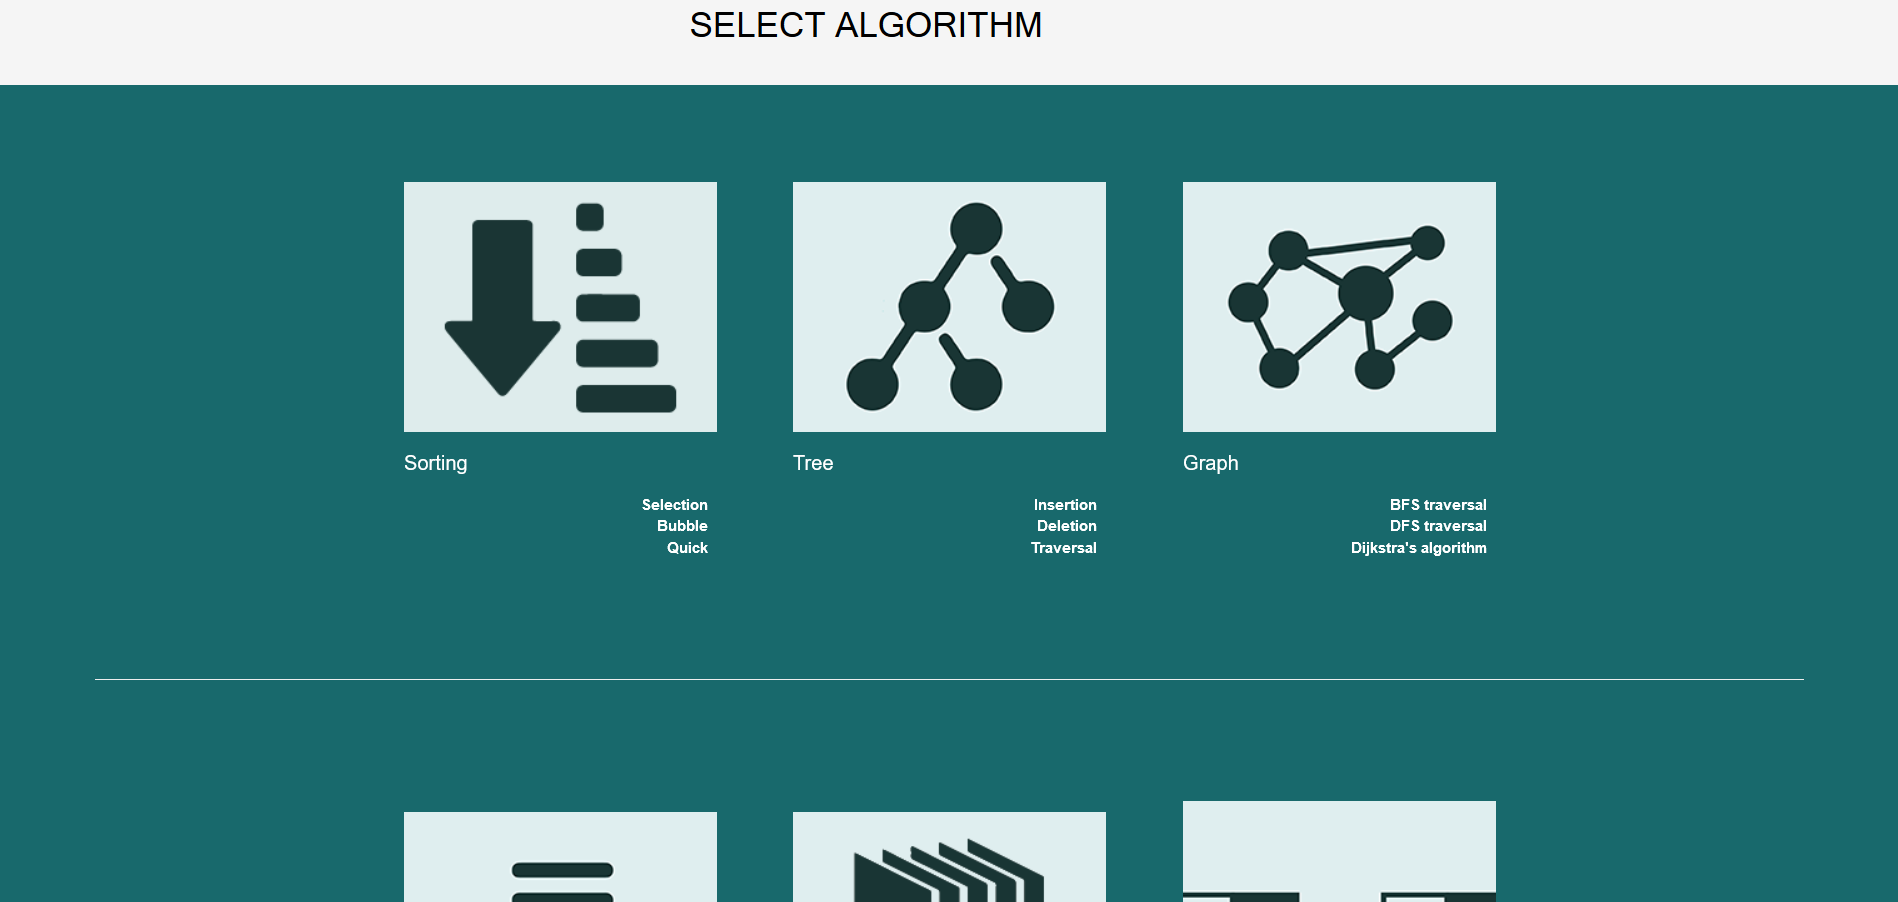 SELECT ALGORITHM
Sorting
Selection
Bubble
Quick
Tree
Insertion
Deletion
Traversal
Graph
BFS traversal
DFS traversal
Dijkstra's algorithm